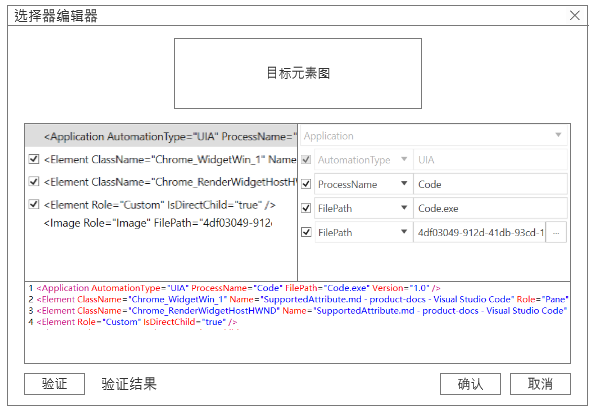 选择器编辑器
目标元素图
<Application AutomationType="UIA" ProcessName="
<Element ClassName="Chrome_WidgetWin_1" Name
<Element ClassName="Chrome_RenderWidgetHostH
<Element Role="Custom" IsDirectChild="true" />
<Image Role="Image" FilePath="4df03049-912d
Application
AutomationType UIA
ProcessName Code
FilePath Code.exe
FilePath 4df03049-912d-41db-93cd-1 ...
1 <Application AutomationType="UIA" ProcessName="Code" FilePath="Code.exe" Version="1.0" />
2 <Element ClassName="Chrome_WidgetWin_1" Name="SupportedAttribute.md - product-docs - Visual Studio Code" Role="Pane"
3 <Element ClassName="Chrome_RenderWidgetHostHWND" Name="SupportedAttribute.md - product-docs - Visual Studio Code"
4 <Element Role="Custom" IsDirectChild="true" />
验证 验证结果 确认 取消